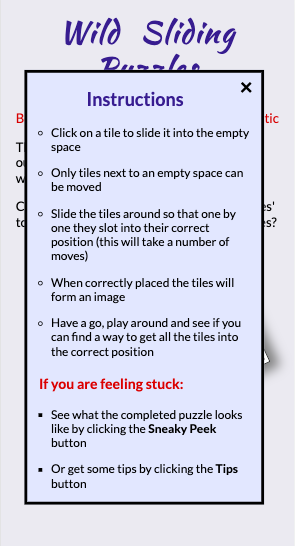 Wild Sliding
Puzzles
×
Instructions
B
tic
Click on a tile to slide it into the empty
space
Only tiles next to an empty space can
be moved
Slide the tiles around so that one by
one they slot into their correct
position (this will take a number of
moves)
es'
es?
When correctly placed the tiles will
form an image
Have a go, play around and see if you
can find a way to get all the tiles into
the correct position
If you are feeling stuck:
See what the completed puzzle looks
like by clicking the Sneaky Peek
button
Or get some tips by clicking the Tips
button